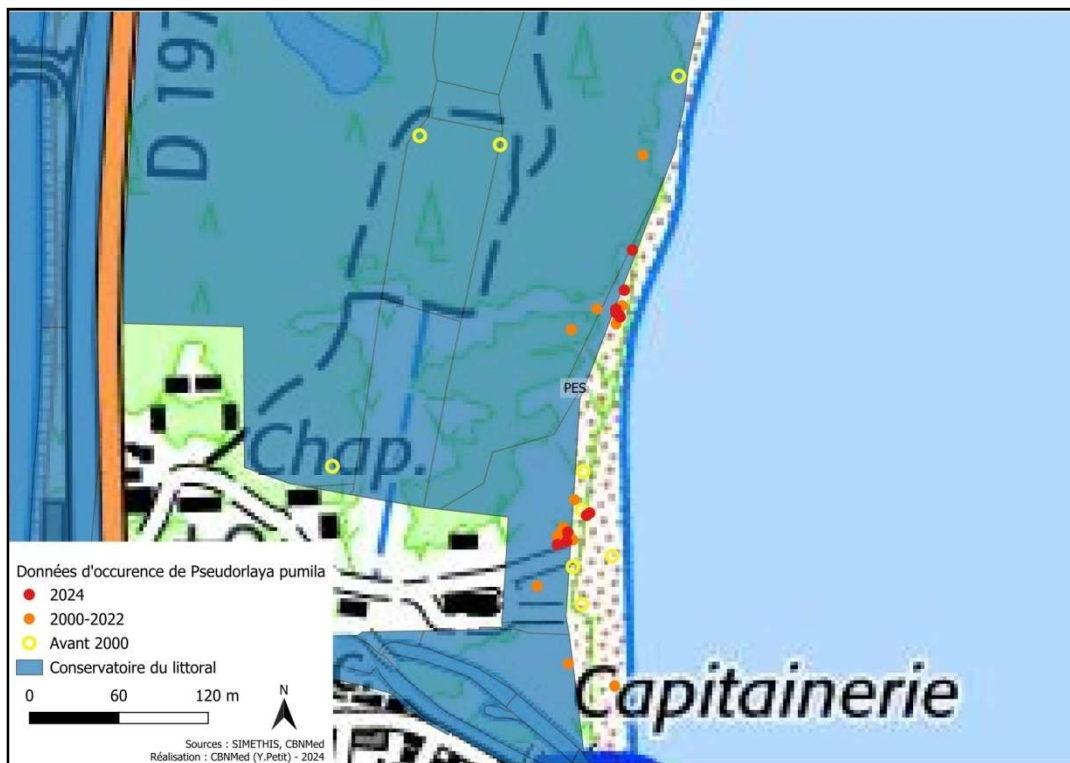 D 197
PES
Chap.
Données d'occurence de Pseudorlaya pumila
2024
2000-2022
Avant 2000
Conservatoire du littoral
0 60 120 m
N
Sources : SIMETHIS, CBNMed
Réalisation : CBNMed (Y.Petit) - 2024
Capitainerie